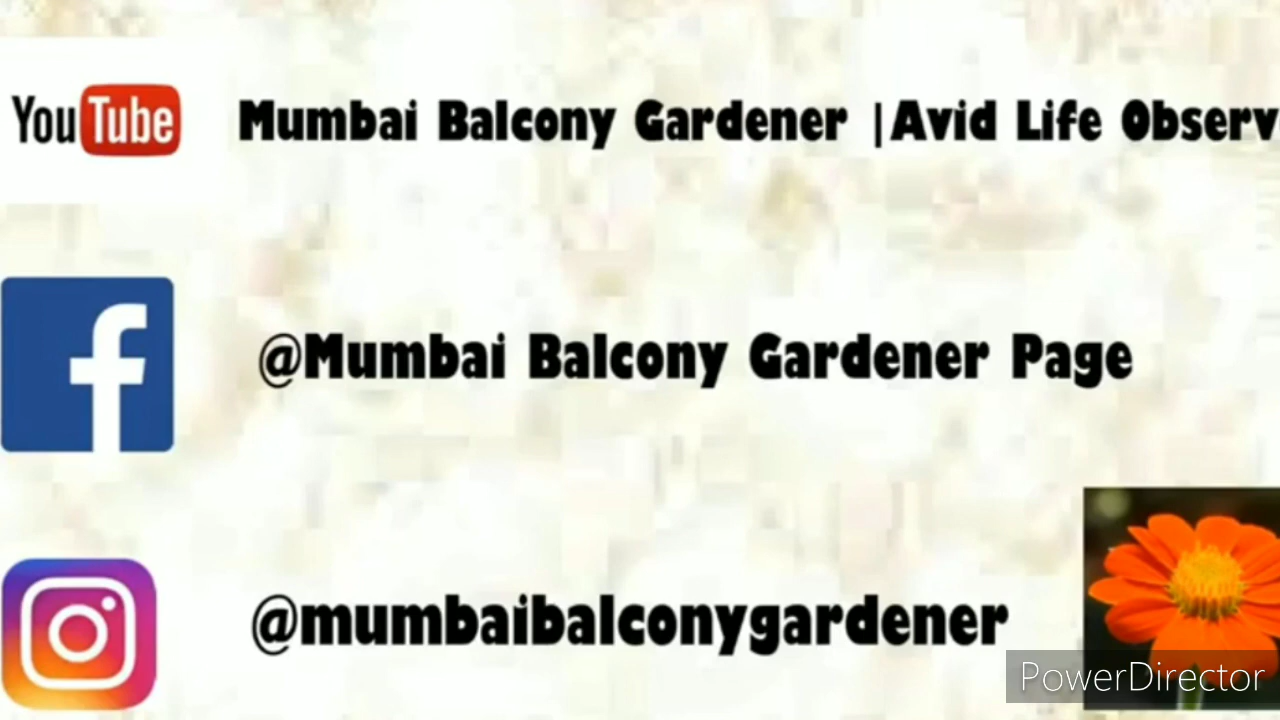 YouTube Mumbai Balcony Gardener |Avid Life Observ
@Mumbai Balcony Gardener Page
@mumbaibalconygardener
PowerDirector